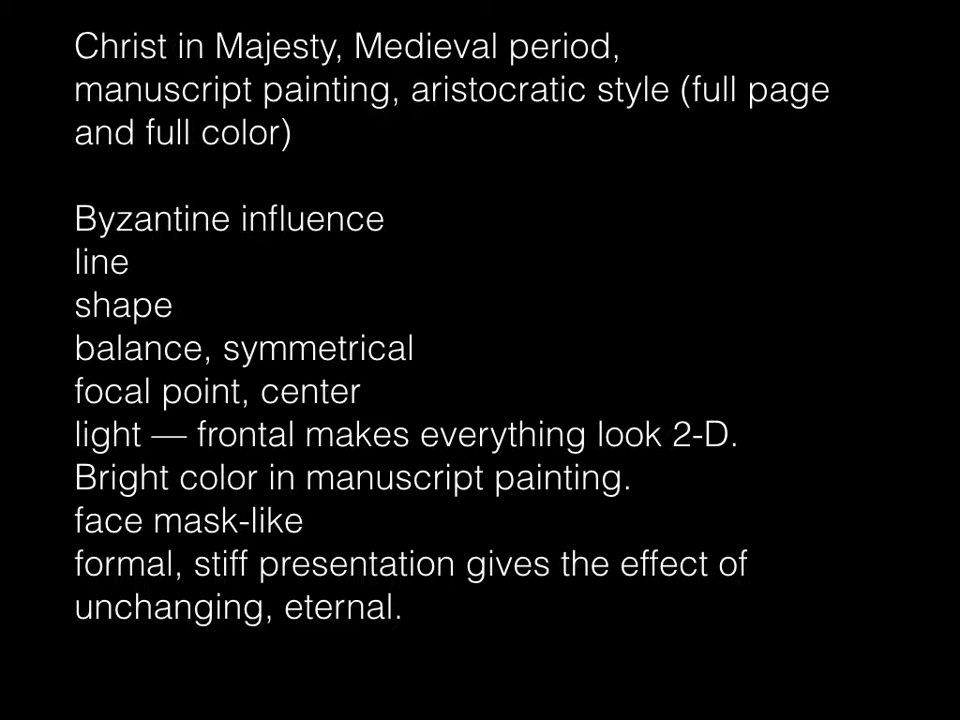 Christ in Majesty, Medieval period,
manuscript painting, aristocratic style (full page
and full color)
Byzantine influence
line
shape
balance, symmetrical
focal point, center
light — frontal makes everything look 2-D.
Bright color in manuscript painting.
face mask-like
formal, stiff presentation gives the effect of
unchanging, eternal.